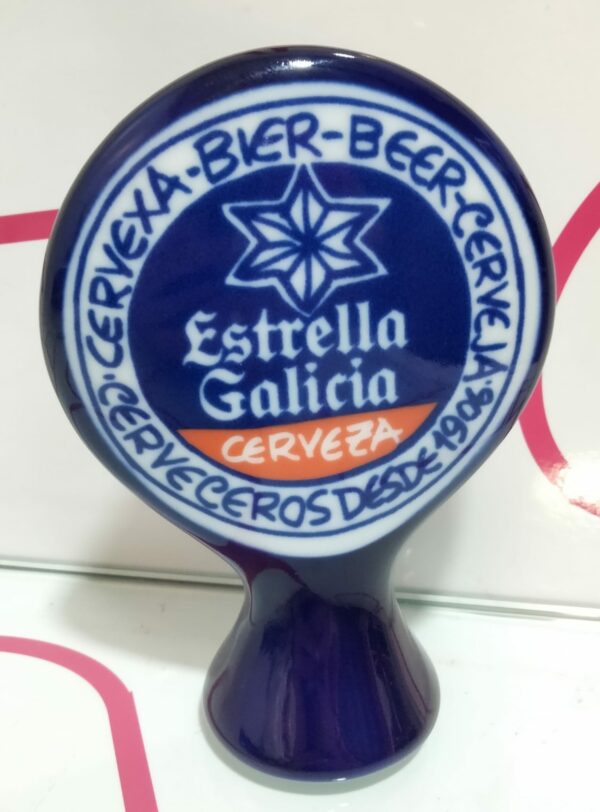 CERVEXA-BIER-BEER-CERVEJA.
Estrella
Galicia
CERVEZA
·CERVECEROS DESDE 1906